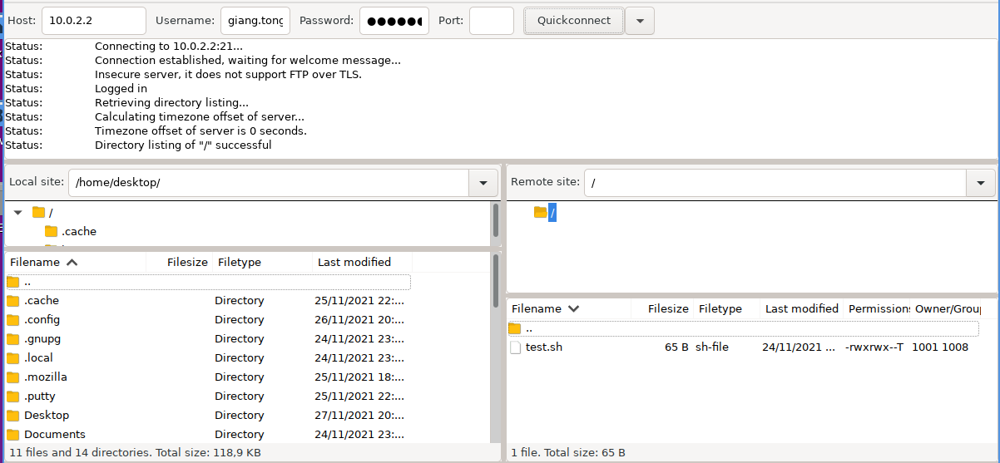 Host: 10.0.2.2 Username: giang.tong Password: ●●●●●● Port: Quickconnect
Status: Connecting to 10.0.2.2:21...
Status: Connection established, waiting for welcome message...
Status: Insecure server, it does not support FTP over TLS.
Status: Logged in
Status: Retrieving directory listing...
Status: Calculating timezone offset of server...
Status: Timezone offset of server is 0 seconds.
Status: Directory listing of "/" successful
Local site: /home/desktop/
/
.cache
Filename Filesize Filetype Last modified
..
.cache Directory 25/11/2021 22:...
.config Directory 26/11/2021 20:...
.gnupg Directory 24/11/2021 23:...
.local Directory 24/11/2021 23:...
.mozilla Directory 25/11/2021 18:...
.putty Directory 25/11/2021 22:...
Desktop Directory 27/11/2021 20:...
Documents Directory 24/11/2021 23:...
11 files and 14 directories. Total size: 118,9 KB
Remote site: /
/
Filename Filesize Filetype Last modified Permissions Owner/Group
..
test.sh 65 B sh-file 24/11/2021 ... -rwxrwx--T 1001 1008
1 file. Total size: 65 B